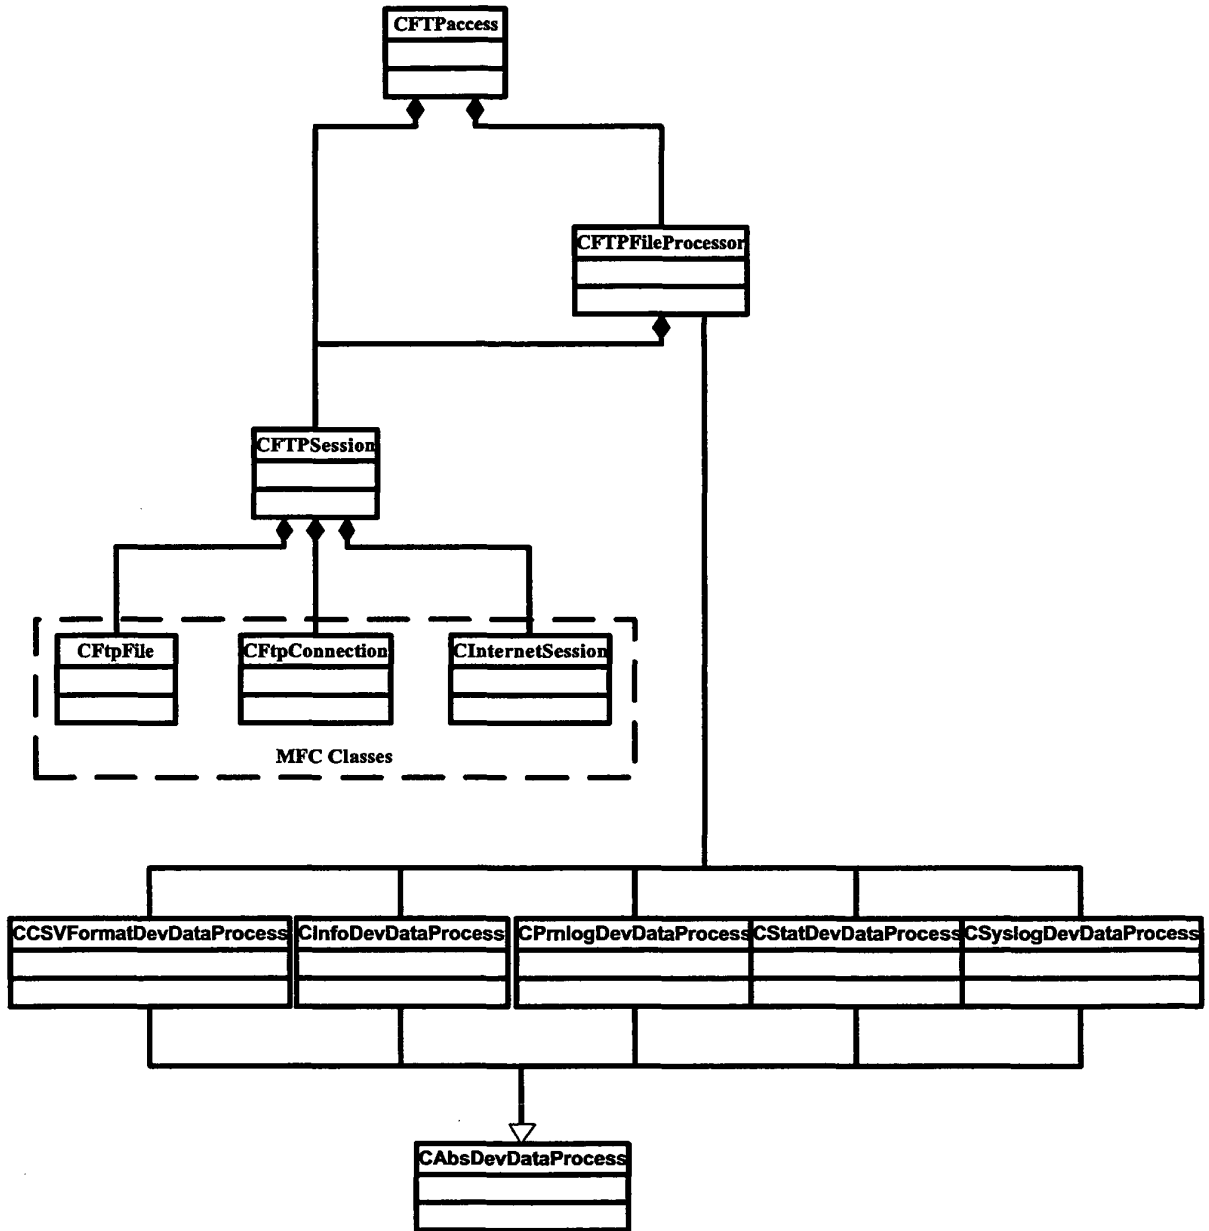 CFTPaccess
CFTPFileProcessor
CFTPSession
CFtpFile
CFtpConnection
CInternetSession
MFC Classes
CCSVFormatDevDataProcess
CInfoDevDataProcess
CPrnlogDevDataProcess
CStatDevDataProcess
CSyslogDevDataProcess
CAbsDevDataProcess